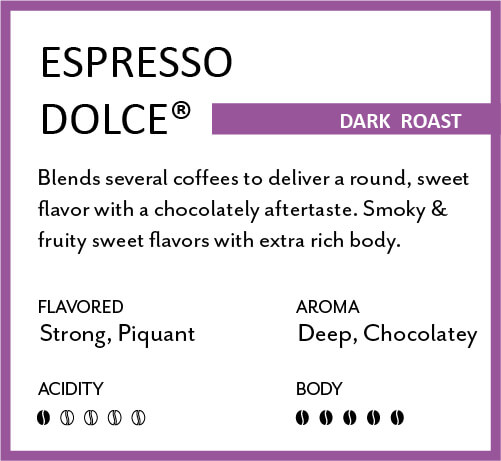 ESPRESSO
DOLCE®
DARK ROAST
Blends several coffees to deliver a round, sweet
flavor with a chocolately aftertaste. Smoky &
fruity sweet flavors with extra rich body.
FLAVORED
Strong, Piquant
AROMA
Deep, Chocolatey
ACIDITY
BODY